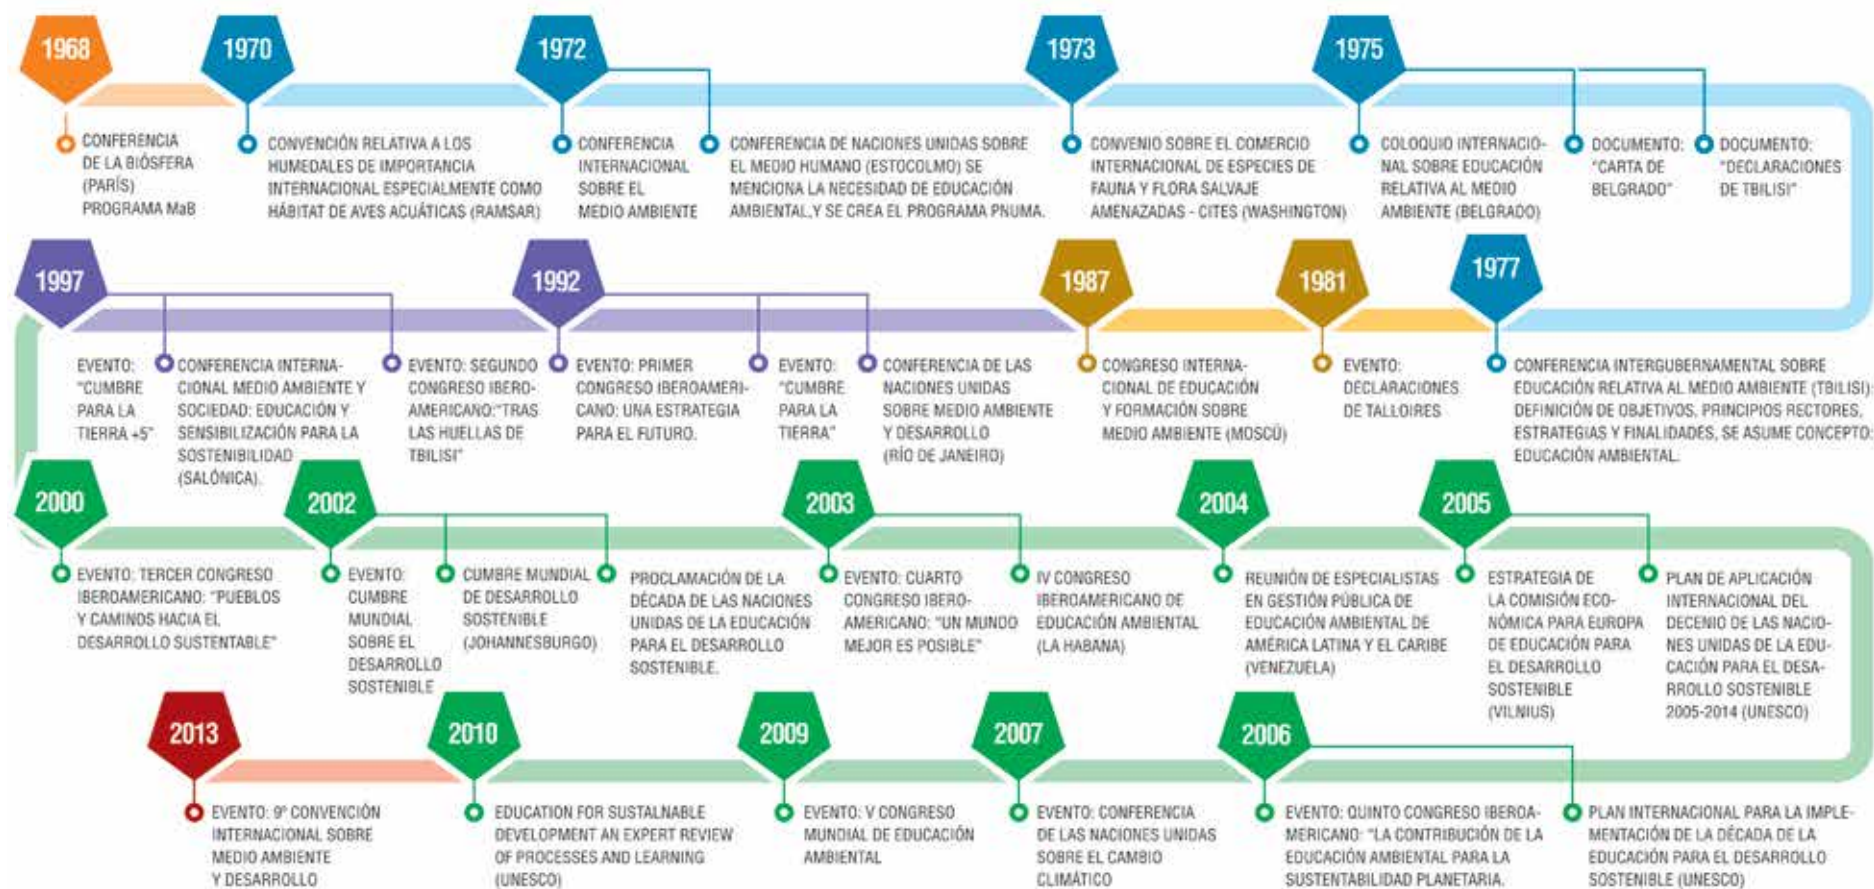 1968
CONFERENCIA
DE LA BIÓSFERA
(PARÍS)
PROGRAMA MaB
1970
CONVENCIÓN RELATIVA A LOS
HUMEDALES DE IMPORTANCIA
INTERNACIONAL ESPECIALMENTE COMO
HÁBITAT DE AVES ACUÁTICAS (RAMSAR)
1972
CONFERENCIA
INTERNACIONAL
SOBRE EL
MEDIO AMBIENTE
CONFERENCIA DE NACIONES UNIDAS SOBRE
EL MEDIO HUMANO (ESTOCOLMO) SE
MENCIONA LA NECESIDAD DE EDUCACIÓN
AMBIENTAL,Y SE CREA EL PROGRAMA PNUMA.
1973
CONVENIO SOBRE EL COMERCIO
INTERNACIONAL DE ESPECIES DE
FAUNA Y FLORA SALVAJE
AMENAZADAS - CITES (WASHINGTON)
1975
COLOQUIO INTERNACIO-
NAL SOBRE EDUCACIÓN
RELATIVA AL MEDIO
AMBIENTE (BELGRADO)
DOCUMENTO:
"CARTA DE
BELGRADO"
DOCUMENTO:
"DECLARACIONES
DE TBILISI"
1977
CONFERENCIA INTERGUBERNAMENTAL SOBRE
EDUCACIÓN RELATIVA AL MEDIO AMBIENTE (TBILISI):
DEFINICIÓN DE OBJETIVOS, PRINCIPIOS RECTORES,
ESTRATEGIAS Y FINALIDADES, SE ASUME CONCEPTO:
EDUCACIÓN AMBIENTAL.
1981
EVENTO:
DECLARACIONES
DE TALLOIRES
1987
CONGRESO INTERNA-
CIONAL DE EDUCACIÓN
Y FORMACIÓN SOBRE
MEDIO AMBIENTE (MOSCÚ)
1992
EVENTO: PRIMER
CONGRESO IBEROAMERI-
CANO: UNA ESTRATEGIA
PARA EL FUTURO.
EVENTO:
"CUMBRE
PARA LA
TIERRA"
CONFERENCIA DE LAS
NACIONES UNIDAS
SOBRE MEDIO AMBIENTE
Y DESARROLLO
(RÍO DE JANEIRO)
1997
EVENTO:
"CUMBRE
PARA LA
TIERRA +5"
CONFERENCIA INTERNA-
CIONAL MEDIO AMBIENTE Y
SOCIEDAD: EDUCACIÓN Y
SENSIBILIZACIÓN PARA LA
SOSTENIBILIDAD
(SALÓNICA).
EVENTO: SEGUNDO
CONGRESO IBERO-
AMERICANO:"TRAS
LAS HUELLAS DE
TBILISI"
2000
EVENTO: TERCER CONGRESO
IBEROAMERICANO: "PUEBLOS
Y CAMINOS HACIA EL
DESARROLLO SUSTENTABLE"
2002
EVENTO:
CUMBRE
MUNDIAL
SOBRE EL
DESARROLLO
SOSTENIBLE
CUMBRE MUNDIAL
DE DESARROLLO
SOSTENIBLE
(JOHANNESBURGO)
PROCLAMACIÓN DE LA
DÉCADA DE LAS NACIONES
UNIDAS DE LA EDUCACIÓN
PARA EL DESARROLLO
SOSTENIBLE.
2003
EVENTO: CUARTO
CONGRESO IBERO-
AMERICANO: "UN MUNDO
MEJOR ES POSIBLE"
IV CONGRESO
IBEROAMERICANO DE
EDUCACIÓN AMBIENTAL
(LA HABANA)
2004
REUNIÓN DE ESPECIALISTAS
EN GESTIÓN PÚBLICA DE
EDUCACIÓN AMBIENTAL DE
AMÉRICA LATINA Y EL CARIBE
(VENEZUELA)
2005
ESTRATEGIA DE
LA COMISIÓN ECO-
NÓMICA PARA EUROPA
DE EDUCACIÓN PARA
EL DESARROLLO
SOSTENIBLE
(VILNIUS)
PLAN DE APLICACIÓN
INTERNACIONAL DEL
DECENIO DE LAS NACIO-
NES UNIDAS DE LA EDU-
CACIÓN PARA EL DESA-
RROLLO SOSTENIBLE
2005-2014 (UNESCO)
2006
EVENTO: QUINTO CONGRESO IBEROA-
MERICANO: "LA CONTRIBUCIÓN DE LA
EDUCACIÓN AMBIENTAL PARA LA
SUSTENTABILIDAD PLANETARIA.
PLAN INTERNACIONAL PARA LA IMPLE-
MENTACIÓN DE LA DÉCADA DE LA
EDUCACIÓN PARA EL DESARROLLO
SOSTENIBLE (UNESCO)
2007
EVENTO: CONFERENCIA
DE LAS NACIONES UNIDAS
SOBRE EL CAMBIO
CLIMÁTICO
2009
EVENTO: V CONGRESO
MUNDIAL DE EDUCACIÓN
AMBIENTAL
2010
EDUCATION FOR SUSTALNABLE
DEVELOPMENT AN EXPERT REVIEW
OF PROCESSES AND LEARNING
(UNESCO)
2013
EVENTO: 9º CONVENCIÓN
INTERNACIONAL SOBRE
MEDIO AMBIENTE
Y DESARROLLO